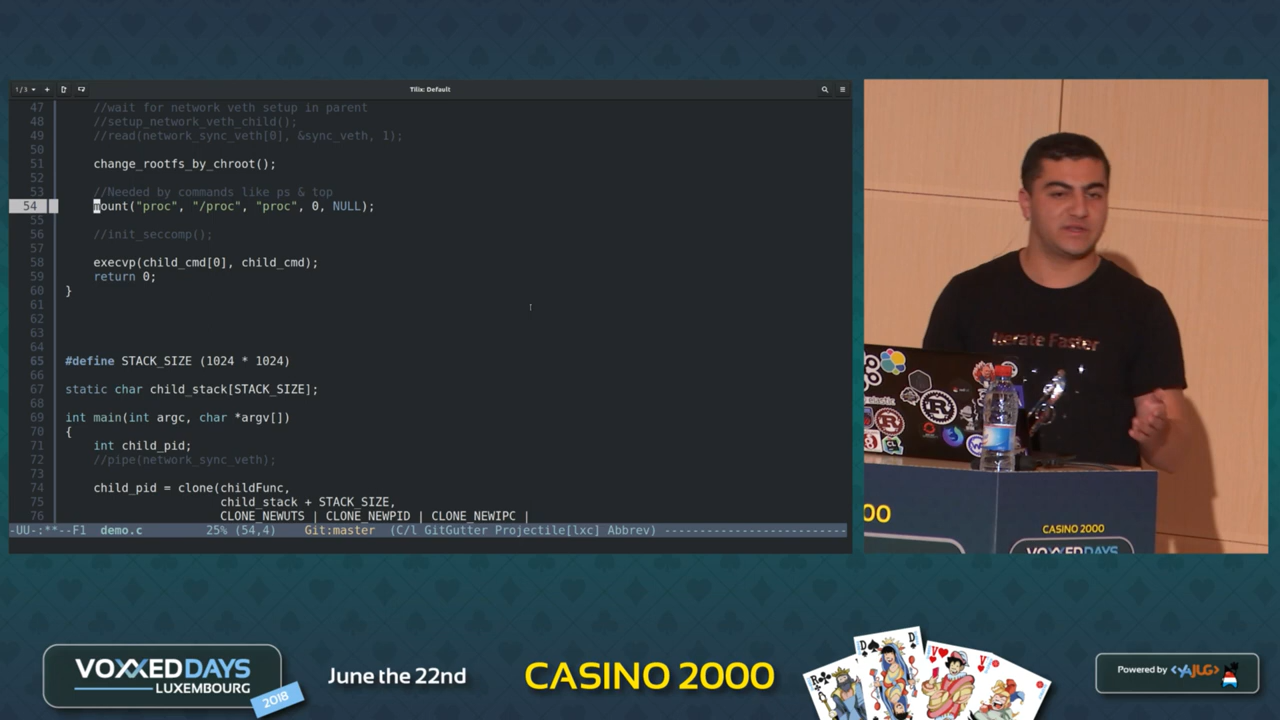 1/3
Tilix: Default
47 //wait for network veth setup in parent
48 //setup_network_veth_child();
49 //read(network_sync_veth[0], &sync_veth, 1);
50
51 change_rootfs_by_chroot();
52
53 //Needed by commands like ps & top
54 mount("proc", "/proc", "proc", 0, NULL);
55
56 //init_seccomp();
57
58 execvp(child_cmd[0], child_cmd);
59 return 0;
60 }
61
62
63
64
65 #define STACK_SIZE (1024 * 1024)
66
67 static char child_stack[STACK_SIZE];
68
69 int main(int argc, char *argv[])
70 {
71 int child_pid;
72 //pipe(network_sync_veth);
73
74 child_pid = clone(childFunc,
75 child_stack + STACK_SIZE,
76 CLONE_NEWUTS | CLONE_NEWPID | CLONE_NEWIPC |
-UU-:**--F1 demo.c 25% (54,4) Git:master (C/l GitGutter Projectile[lxc] Abbrev) ------------------------
Iterate Faster
R
R
00
CASINO 2000
VOXXEDDAYS
VOXXEDDAYS
LUXEMBOURG
2018
June the 22nd
CASINO 2000
D
D
R
V
Powered by <YAJUG>